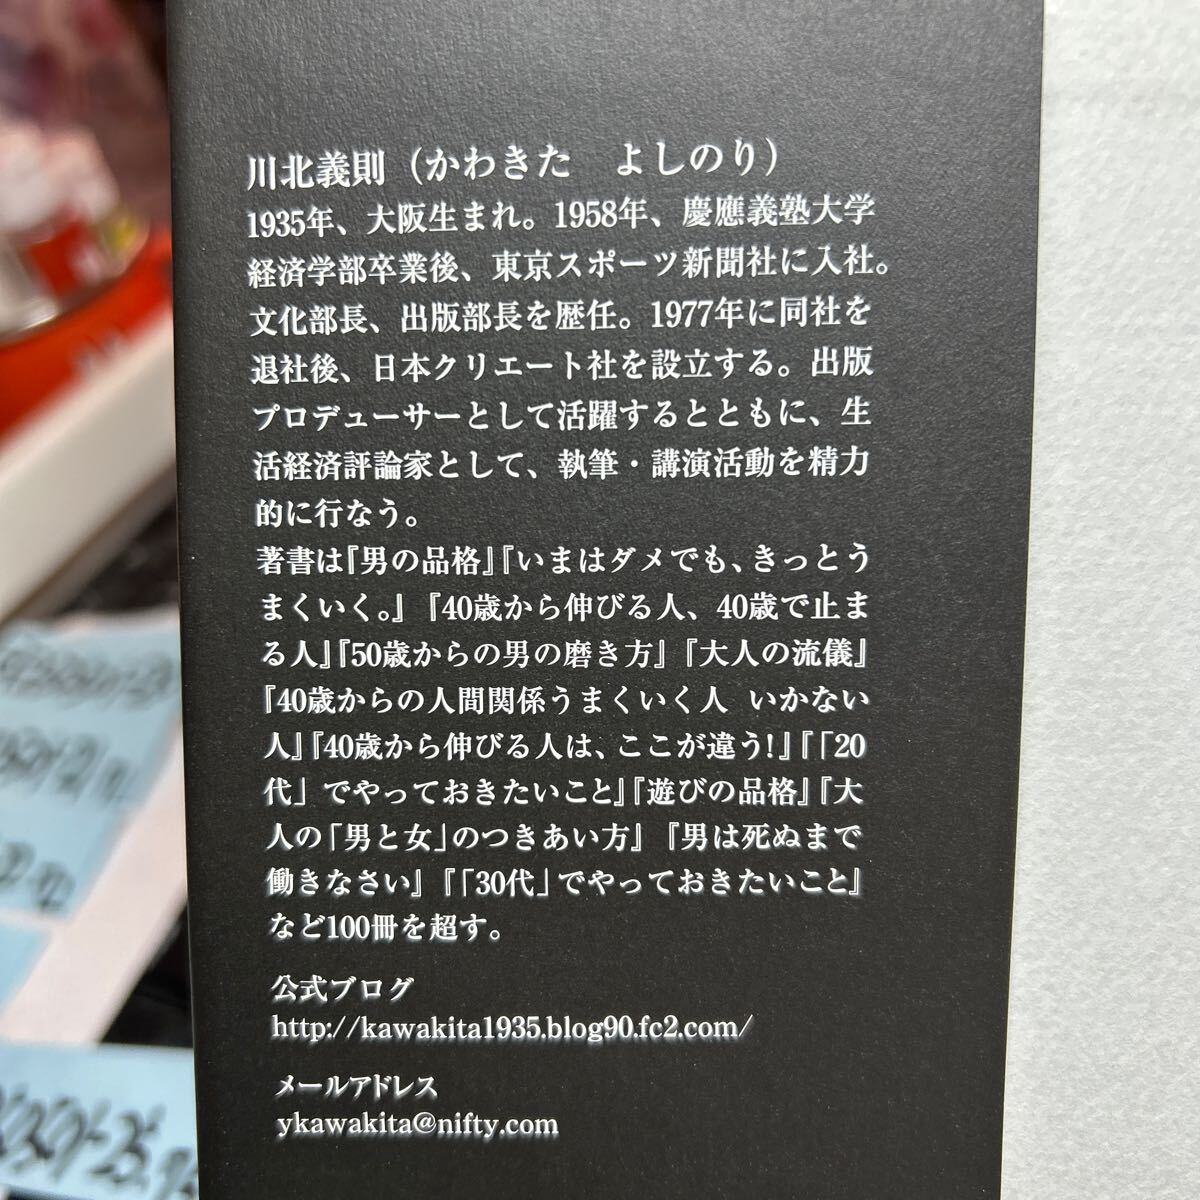 川北義則（かわきた　よしのり）
1935年、大阪生まれ。1958年、慶應義塾大学
経済学部卒業後、東京スポーツ新聞社に入社。
文化部長、出版部長を歴任。1977年に同社を
退社後、日本クリエート社を設立する。出版
プロデューサーとして活躍するとともに、生
活経済評論家として、執筆・講演活動を精力
的に行なう。
著書は『男の品格』『いまはダメでも、きっとう
まくいく。』『40歳から伸びる人、40歳で止ま
る人』『50歳からの男の磨き方』『大人の流儀』
『40歳からの人間関係うまくいく人 いかない
人』『40歳から伸びる人は、ここが違う!』『「20
代」でやっておきたいこと』『遊びの品格』『大
人の「男と女」のつきあい方』『男は死ぬまで
働きなさい』『「30代」でやっておきたいこと』
など100冊を超す。
公式ブログ
http://kawakita1935.blog90.fc2.com/
メールアドレス
ykawakita@nifty.com